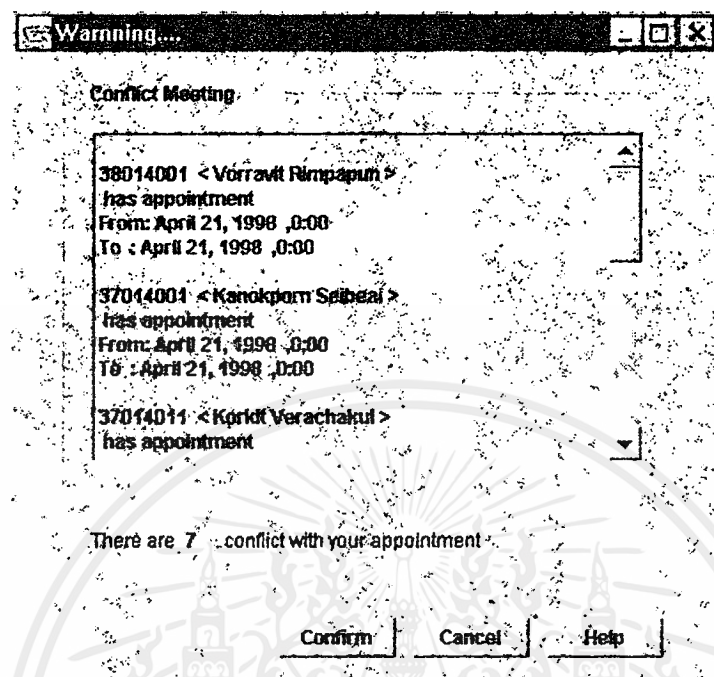 Warnning....
Conflict Meeting
38014001 < Vorravit Rimpapun >
has appointment
From: April 21, 1998 ,0:00
To : April 21, 1998 ,0:00
37014001 < Kanokporn >
has appointment
From: April 21, 1998 ,0:00
To : April 21, 1998 ,0:00
37014011 < Verachakul >
has appointment
There are 7 conflict with your appointment
Confirm Cancel Help